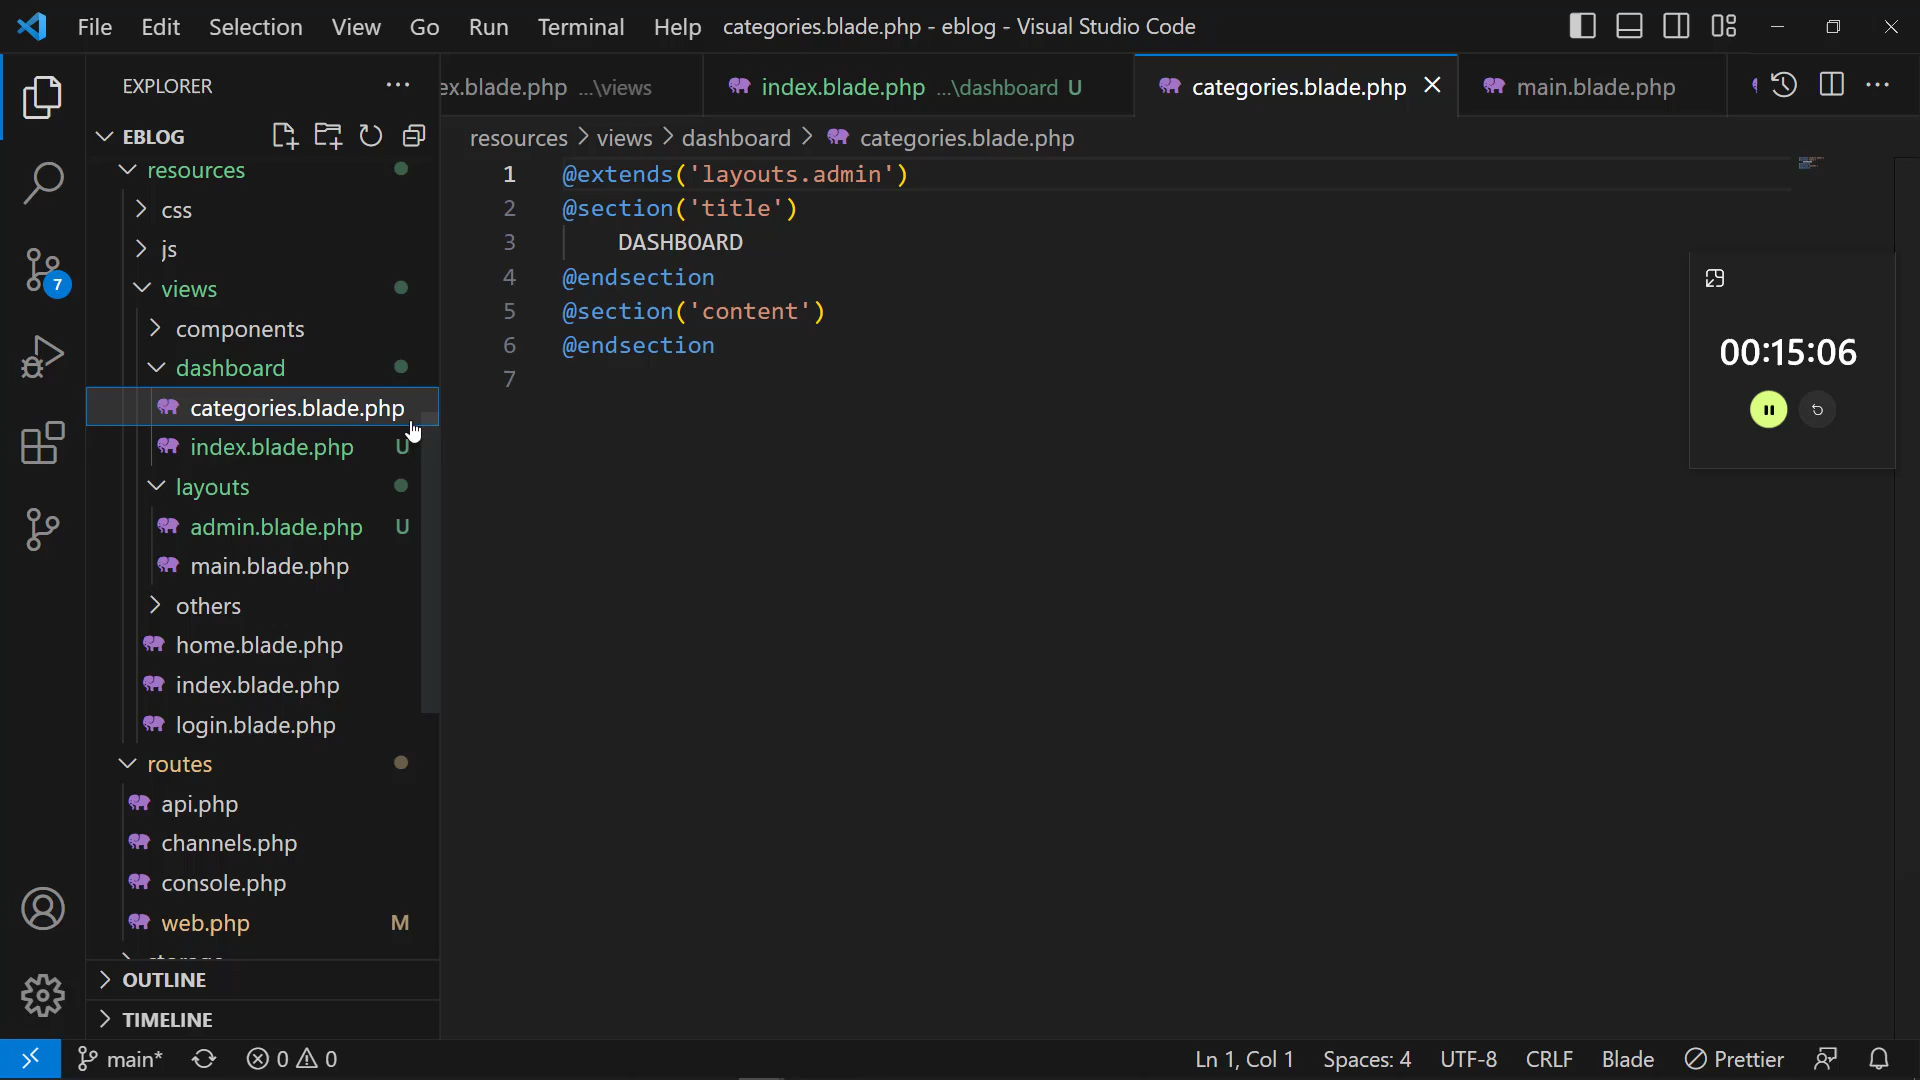 File Edit Selection View Go Run Terminal Help categories.blade.php - eblog - Visual Studio Code
EXPLORER
ex.blade.php ...\views
index.blade.php ...\dashboard U
categories.blade.php
main.blade.php
EBLOG
resources > views > dashboard > categories.blade.php
resources
css
js
views
components
dashboard
categories.blade.php
index.blade.php U
layouts
admin.blade.php U
main.blade.php
others
home.blade.php
index.blade.php
login.blade.php
routes
api.php
channels.php
console.php
web.php M
OUTLINE
TIMELINE
7
1 @extends('layouts.admin')
2 @section('title')
3 DASHBOARD
4 @endsection
5 @section('content')
6 @endsection
7
00:15:06
main* 0 0
Ln 1, Col 1 Spaces: 4 UTF-8 CRLF Blade Prettier